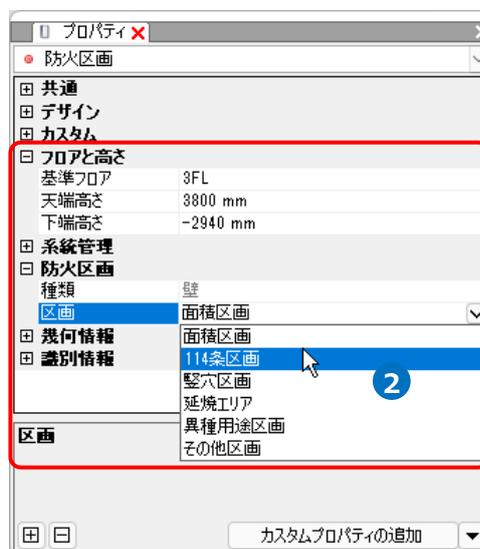 プロパティ
防火区画
共通
デザイン
カスタム
フロアと高さ
基準フロア 3FL
天端高さ 3800 mm
下端高さ -2940 mm
系統管理
防火区画
種類 壁
区画 面積区画
幾何情報 面積区画
識別情報 114条区画
竪穴区画
2
延焼エリア
異種用途区画
その他区画
区画
カスタムプロパティの追加